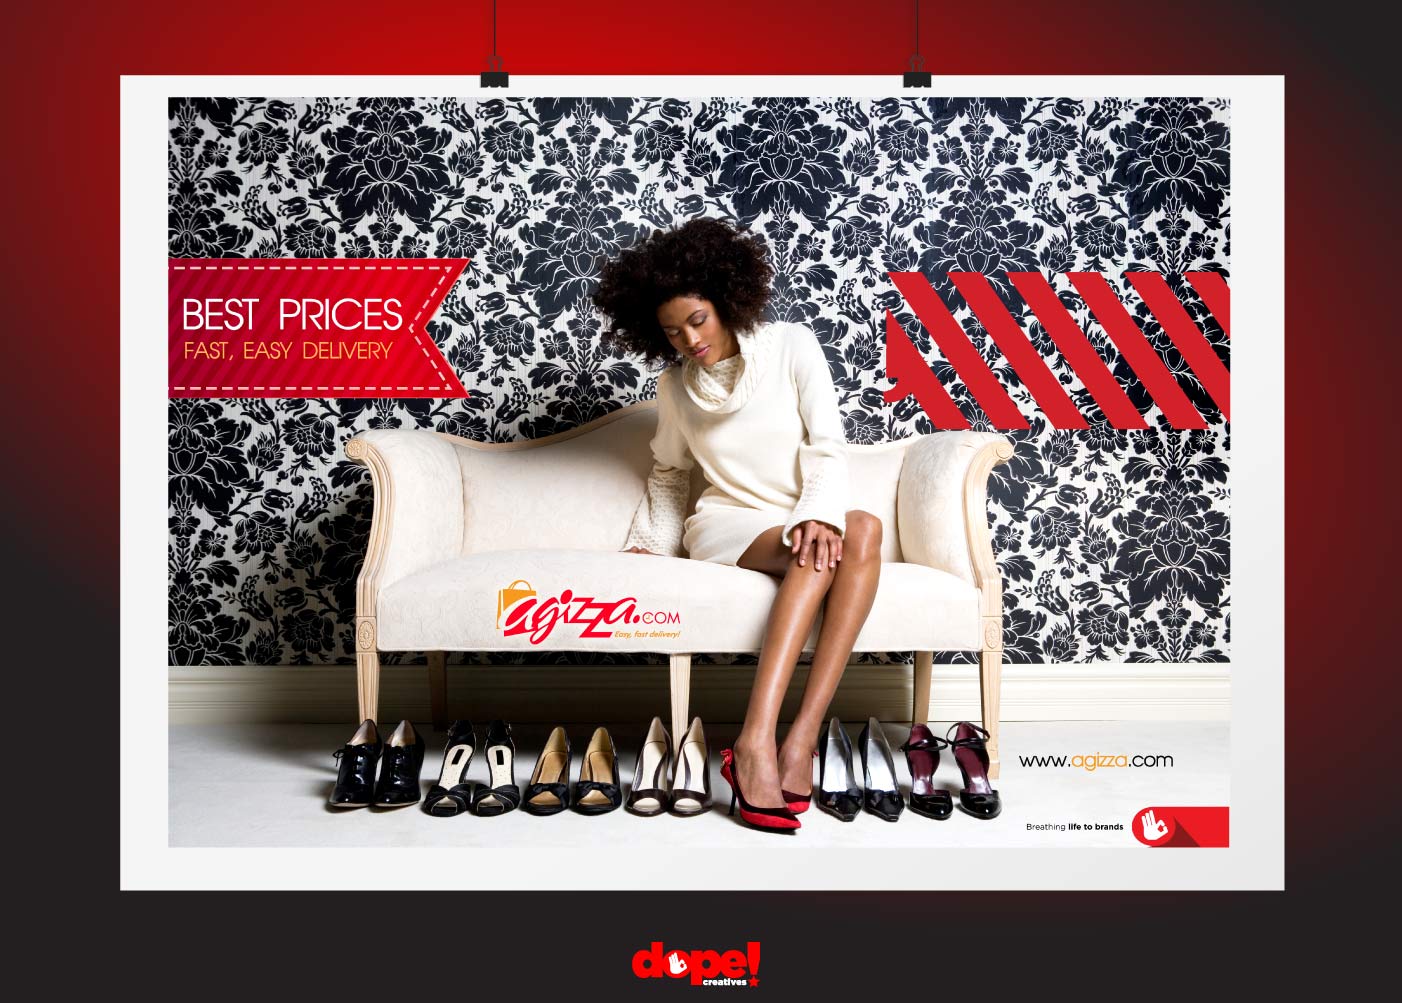 BEST PRICES
FAST, EASY DELIVERY
agizza.COM
Easy, fast delivery!
www.agizza.com
Breathing life to brands
dope!
creatives